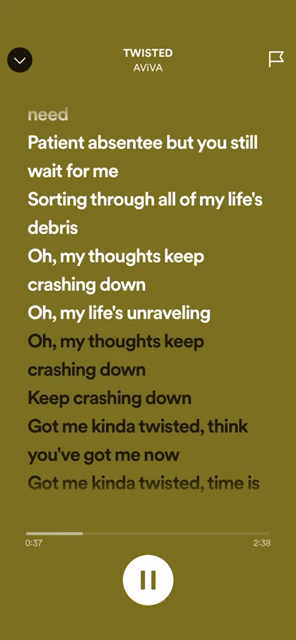 TWISTED
AViVA
need
Patient absentee but you still
wait for me
Sorting through all of my life's
debris
Oh, my thoughts keep
crashing down
Oh, my life's unraveling
Oh, my thoughts keep
crashing down
Keep crashing down
Got me kinda twisted, think
you've got me now
Got me kinda twisted, time is
0:37
2:38